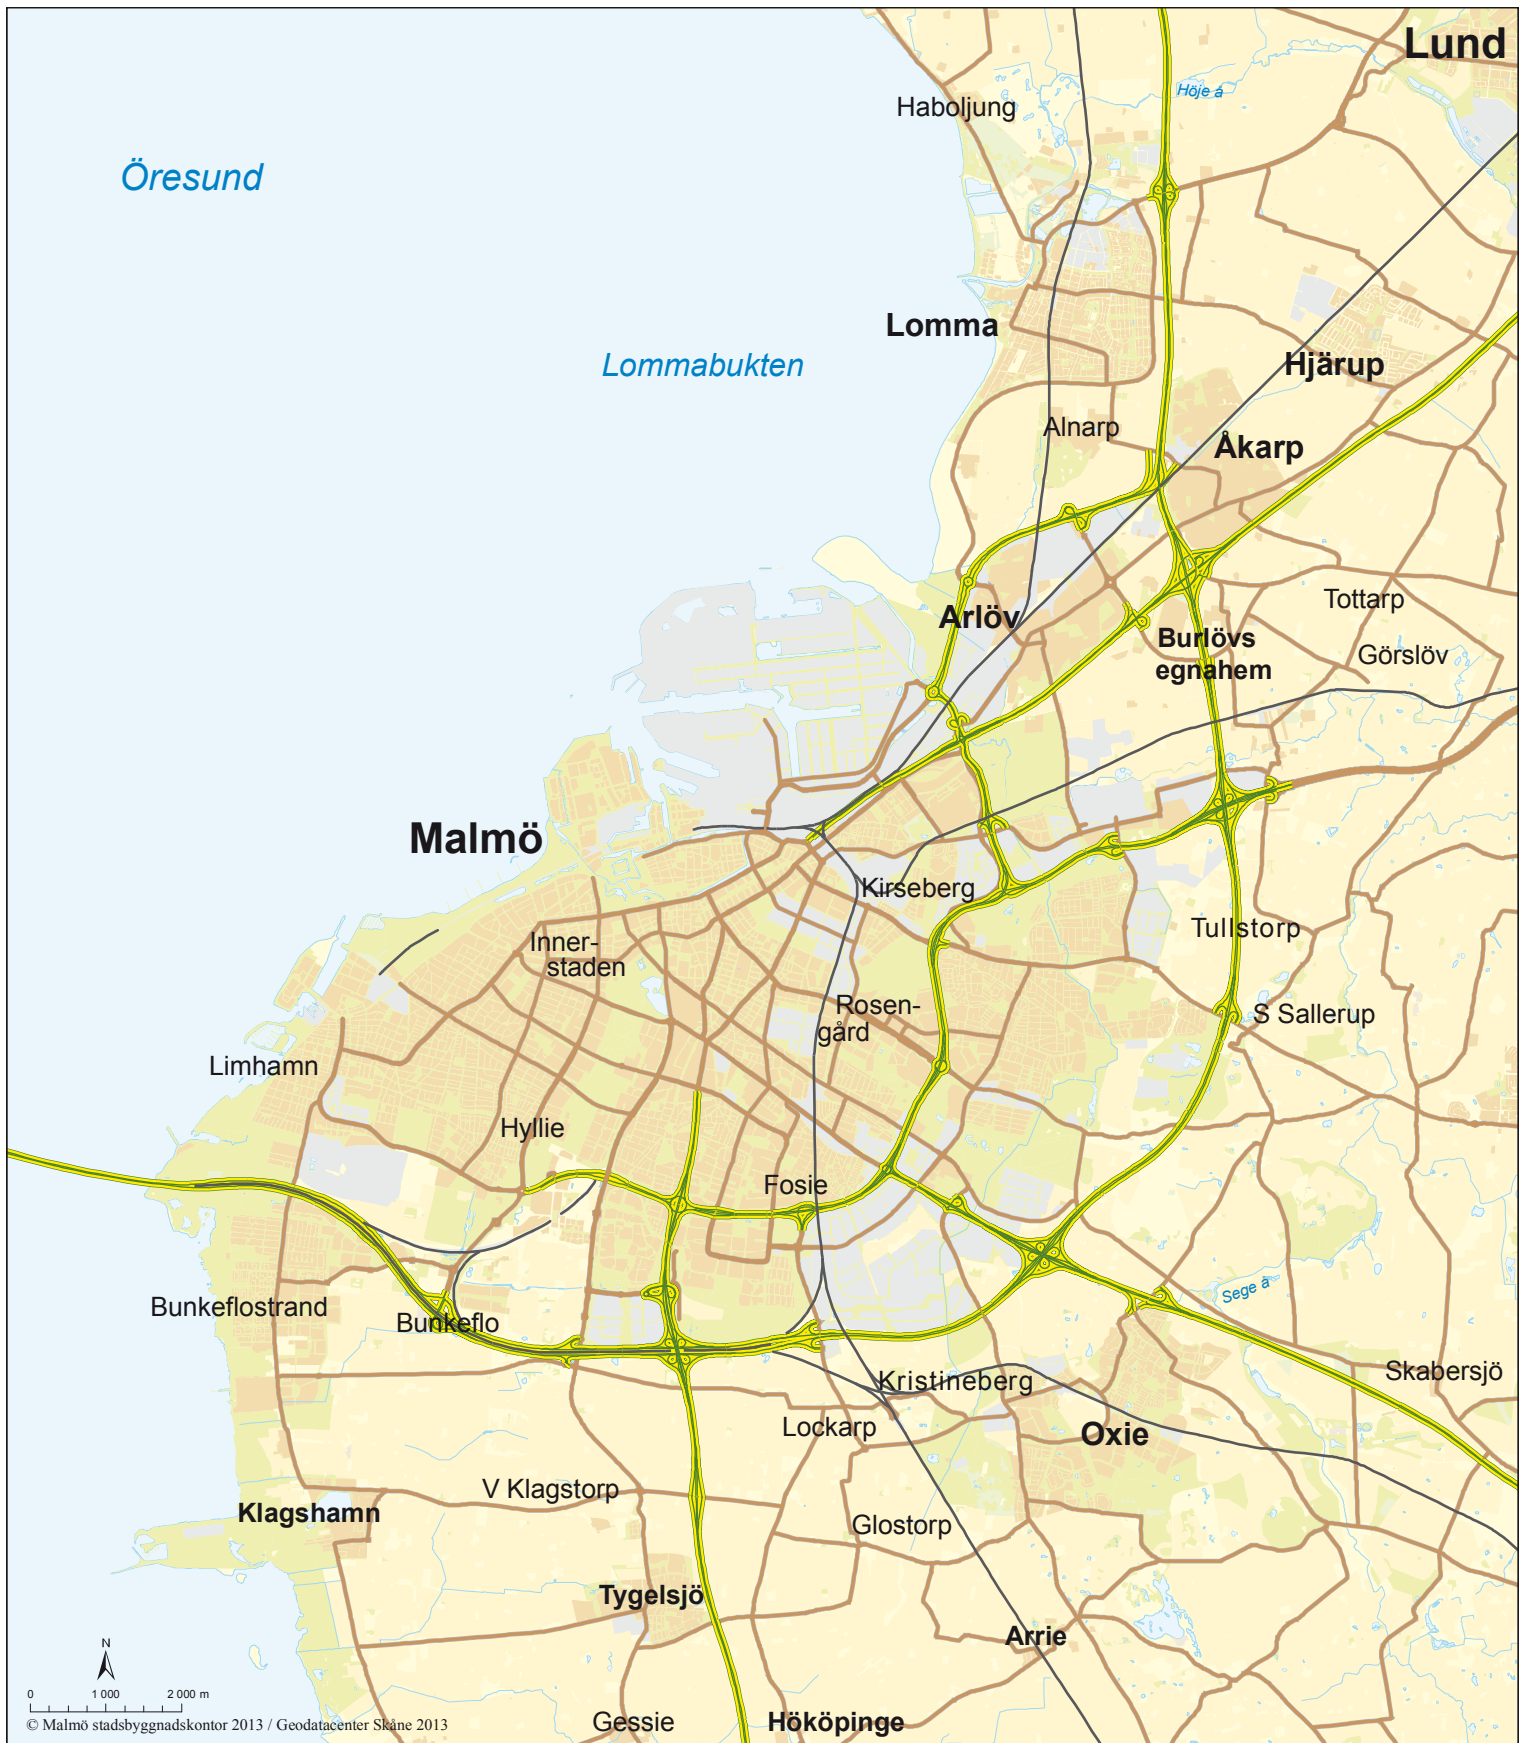 Lund
Höje å
Haboljung
Öresund
Lomma
Lommabukten
Hjärup
Alnarp
Åkarp
Tottarp
Arlöv
Burlövs
egnahem
Görslöv
Malmö
Kirseberg
Tullstorp
Inner-
staden
Rosen-
gård
S Sallerup
Limhamn
Hyllie
Fosie
Sege å
Bunkeflostrand
Bunkeflo
Skabersjö
Kristineberg
Lockarp
Oxie
V Klagstorp
Klagshamn
Glostorp
Tygelsjö
Arrie
N
0 1 000 2 000 m
© Malmö stadsbyggnadskontor 2013 / Geodatacenter Skåne 2013
Gessie
Hököpinge